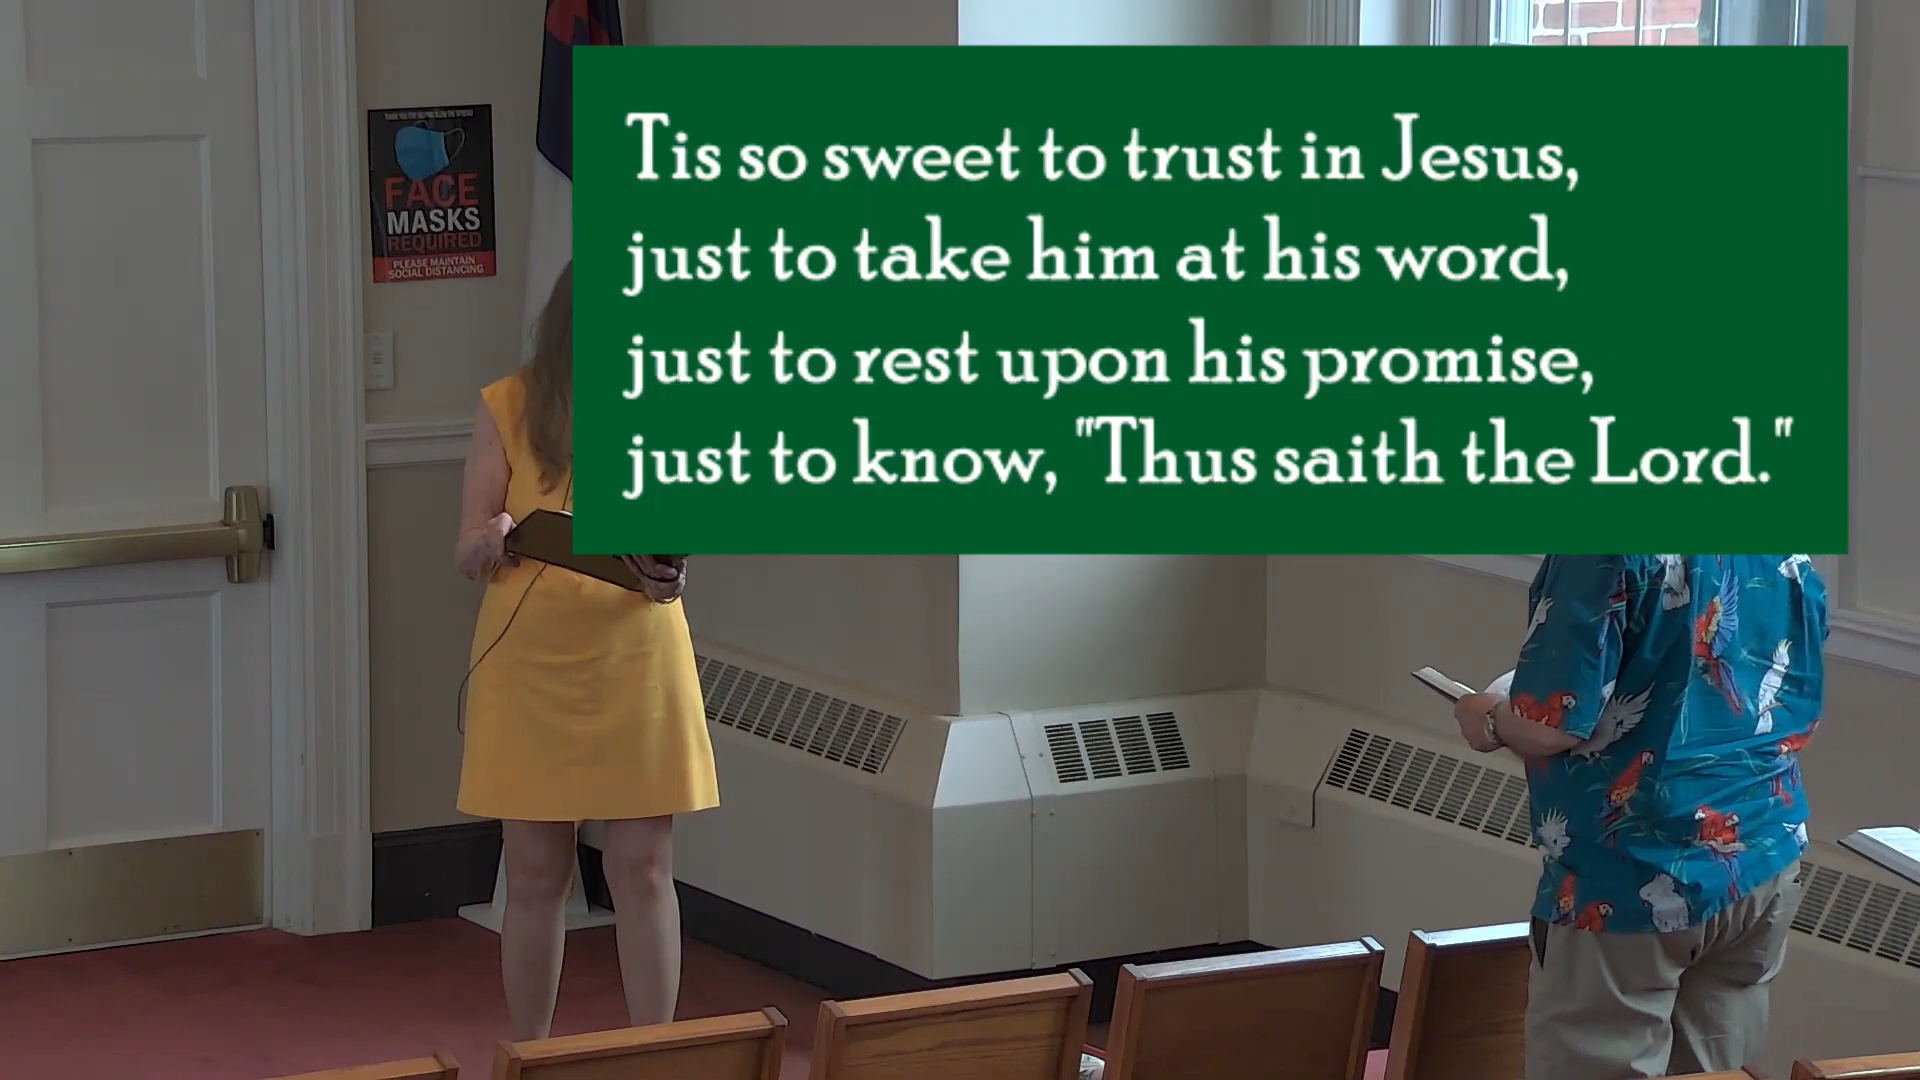 FACE
MASKS
REQUIRED
PLEASE MAINTAIN
SOCIAL DISTANCING
Tis so sweet to trust in Jesus,
just to take him at his word,
just to rest upon his promise,
just to know, "Thus saith the Lord."